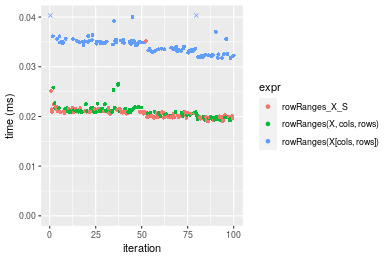 0.04
0.03
0.02
0.01
0.00
time (ms)
0
25
50
75
100
iteration
expr
rowRanges_X_S
rowRanges(X, cols, rows)
rowRanges(X[cols, rows])